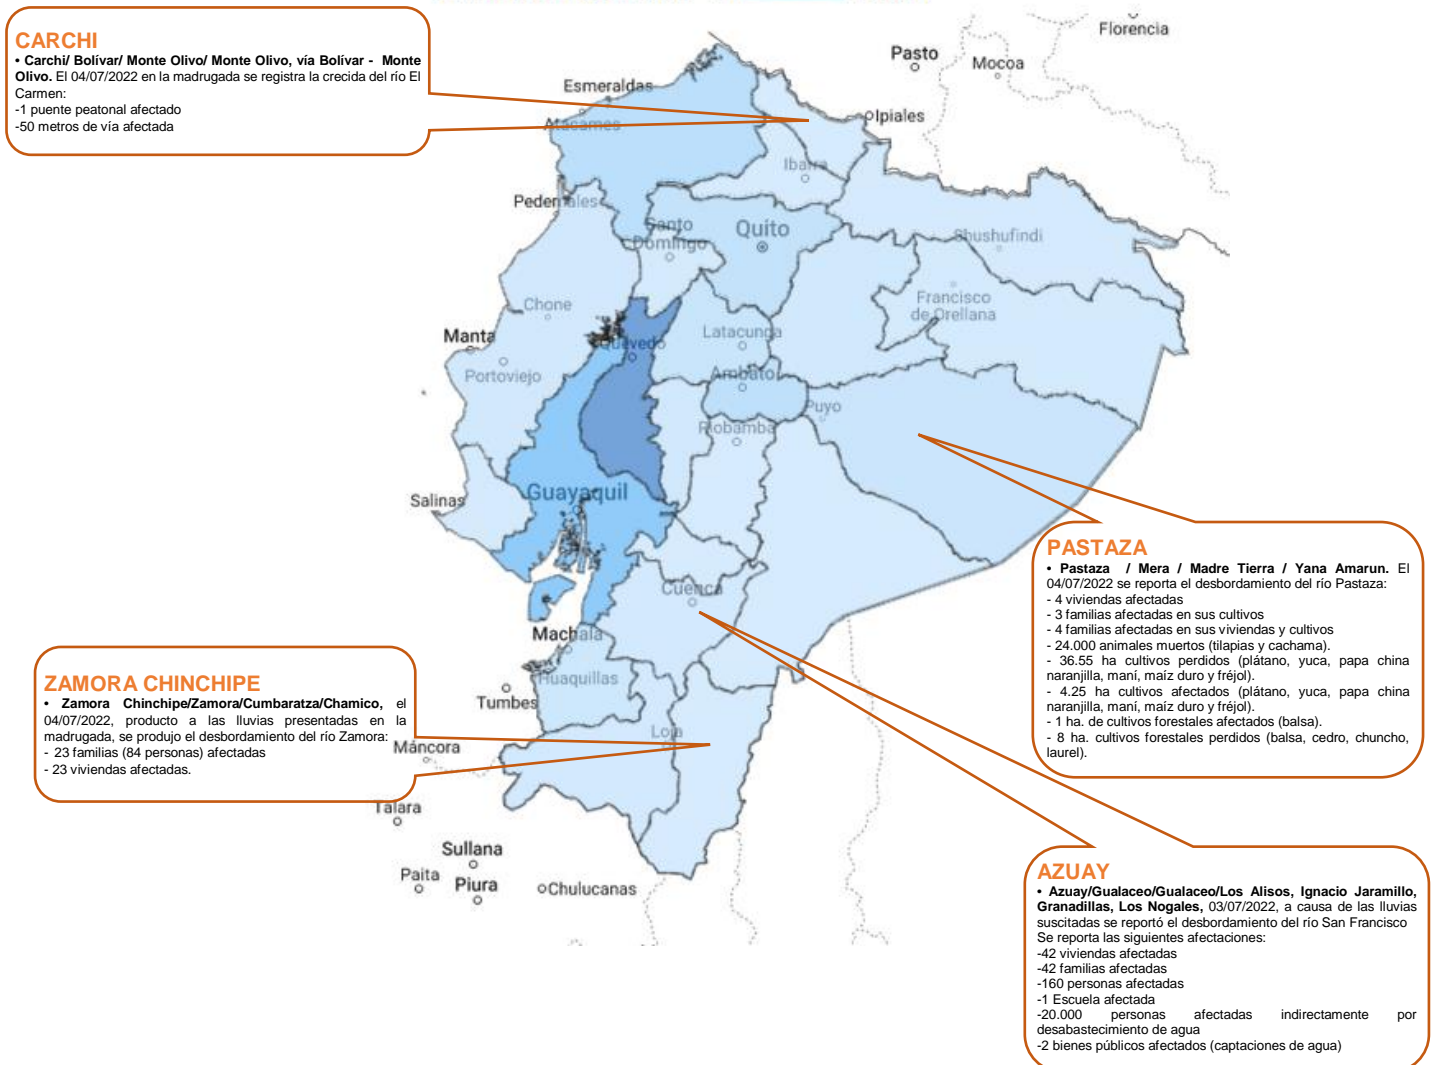 CARCHI
• Carchi/ Bolívar/ Monte Olivo/ Monte Olivo, vía Bolívar - Monte
Olivo. El 04/07/2022 en la madrugada se registra la crecida del río El
Carmen:
-1 puente peatonal afectado
-50 metros de vía afectada
Florencia
Pasto
Mocoa
Esmeraldas
Ipiales
Atacames
Ibarra
Pedernales
Santo
Domingo
Quito
Shushufindi
Chone
Francisco
de Orellana
Manta
Quevedo
Latacunga
Portoviejo
Ambato
Puyo
Riobamba
Salinas
Guayaquil
PASTAZA
• Pastaza / Mera / Madre Tierra / Yana Amarun. El
04/07/2022 se reporta el desbordamiento del río Pastaza:
- 4 viviendas afectadas
- 3 familias afectadas en sus cultivos
- 4 familias afectadas en sus viviendas y cultivos
- 24.000 animales muertos (tilapias y cachama).
- 36.55 ha cultivos perdidos (plátano, yuca, papa china
naranjilla, maní, maíz duro y fréjol).
- 4.25 ha cultivos afectados (plátano, yuca, papa china
naranjilla, maní, maíz duro y fréjol).
- 1 ha. de cultivos forestales afectados (balsa).
- 8 ha. cultivos forestales perdidos (balsa, cedro, chuncho,
laurel).
Cuenca
Machala
Huaquillas
Tumbes
Loja
ZAMORA CHINCHIPE
• Zamora Chinchipe/Zamora/Cumbaratza/Chamico, el
04/07/2022, producto a las lluvias presentadas en la
madrugada, se produjo el desbordamiento del río Zamora:
- 23 familias (84 personas) afectadas
- 23 viviendas afectadas.
Máncora
Talara
Sullana
Paita
Piura
Chulucanas
AZUAY
• Azuay/Gualaceo/Gualaceo/Los Alisos, Ignacio Jaramillo,
Granadillas, Los Nogales, 03/07/2022, a causa de las lluvias
suscitadas se reportó el desbordamiento del río San Francisco
Se reporta las siguientes afectaciones:
-42 viviendas afectadas
-42 familias afectadas
-160 personas afectadas
-1 Escuela afectada
-20.000 personas afectadas indirectamente por
desabastecimiento de agua
-2 bienes públicos afectados (captaciones de agua)